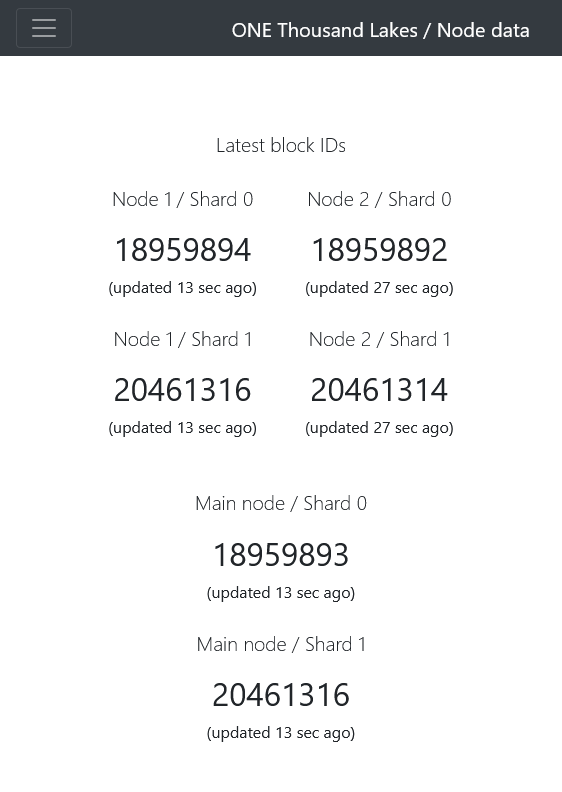 ONE Thousand Lakes / Node data
Latest block IDs
Node 1 / Shard 0
18959894
(updated 13 sec ago)
Node 2 / Shard 0
18959892
(updated 27 sec ago)
Node 1 / Shard 1
20461316
(updated 13 sec ago)
Node 2 / Shard 1
20461314
(updated 27 sec ago)
Main node / Shard 0
18959893
(updated 13 sec ago)
Main node / Shard 1
20461316
(updated 13 sec ago)